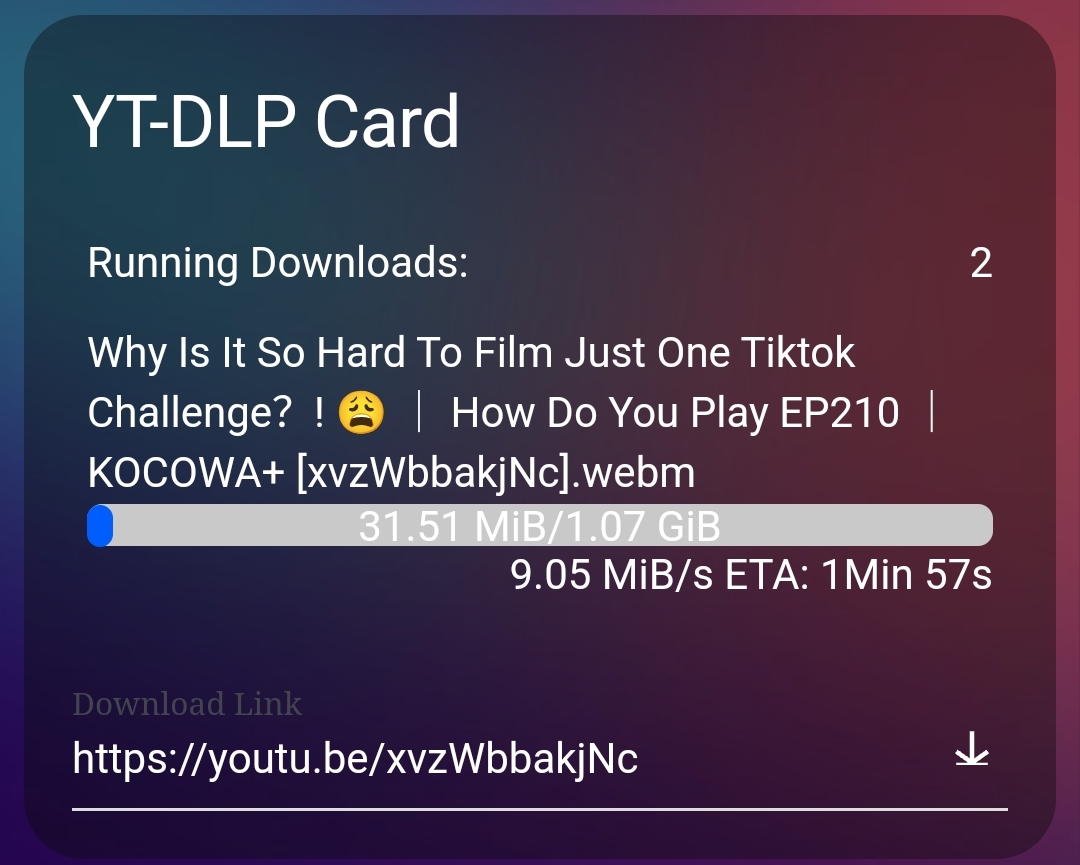 YT-DLP Card
Running Downloads: 2
Why Is It So Hard To Film Just One Tiktok
Challenge？！😩 ｜ How Do You Play EP210 ｜
KOCOWA+ [xvzWbbakjNc].webm
31.51 MiB/1.07 GiB
9.05 MiB/s ETA: 1Min 57s
Download Link
https://youtu.be/xvzWbbakjNc